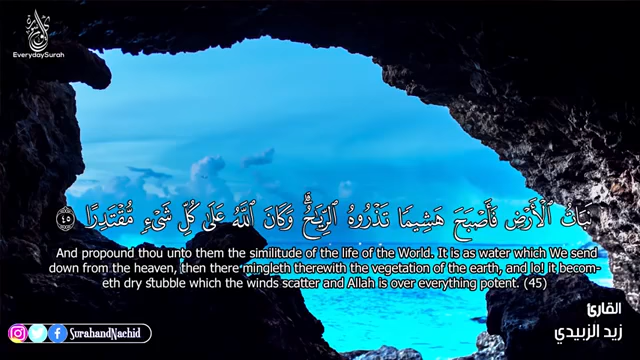 EverydaySurah
نَبَاتُ ٱلْأَرْضِ فَأَصْبَحَ هَشِيمًا تَذْرُوهُ ٱلرِّيَٰحُ ۗ وَكَانَ ٱللَّهُ عَلَىٰ كُلِّ شَىْءٍ مُّقْتَدِرًا ٤٥
And propound thou unto them the similitude of the life of the World. It is as water which We send
down from the heaven, then there mingleth therewith the vegetation of the earth, and lo! it becom-
eth dry stubble which the winds scatter and Allah is over everything potent. (45)
القارئ
زيد الزبيدي
SurahandNachid